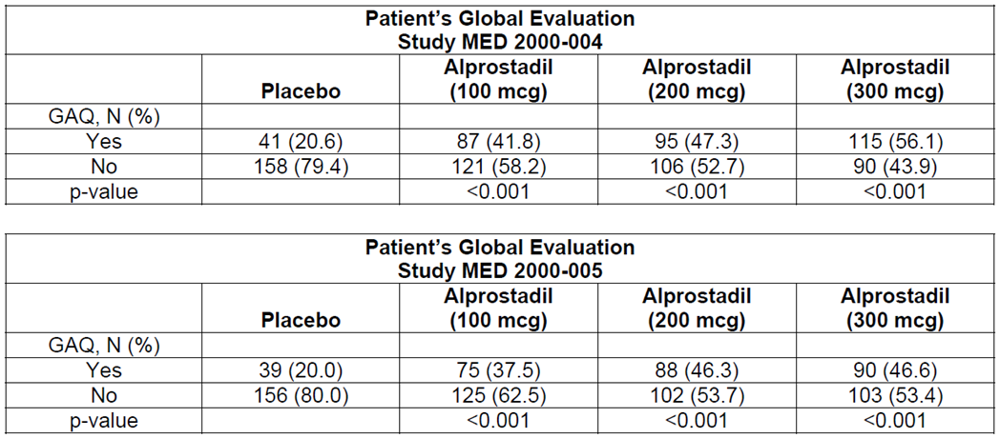 Patient's Global Evaluation
Study MED 2000-004
Placebo Alprostadil (100 mcg) Alprostadil (200 mcg) Alprostadil (300 mcg)
GAQ, N (%)
Yes 41 (20.6) 87 (41.8) 95 (47.3) 115 (56.1)
No 158 (79.4) 121 (58.2) 106 (52.7) 90 (43.9)
p-value <0.001 <0.001 <0.001
Patient's Global Evaluation
Study MED 2000-005
Placebo Alprostadil (100 mcg) Alprostadil (200 mcg) Alprostadil (300 mcg)
GAQ, N (%)
Yes 39 (20.0) 75 (37.5) 88 (46.3) 90 (46.6)
No 156 (80.0) 125 (62.5) 102 (53.7) 103 (53.4)
p-value <0.001 <0.001 <0.001